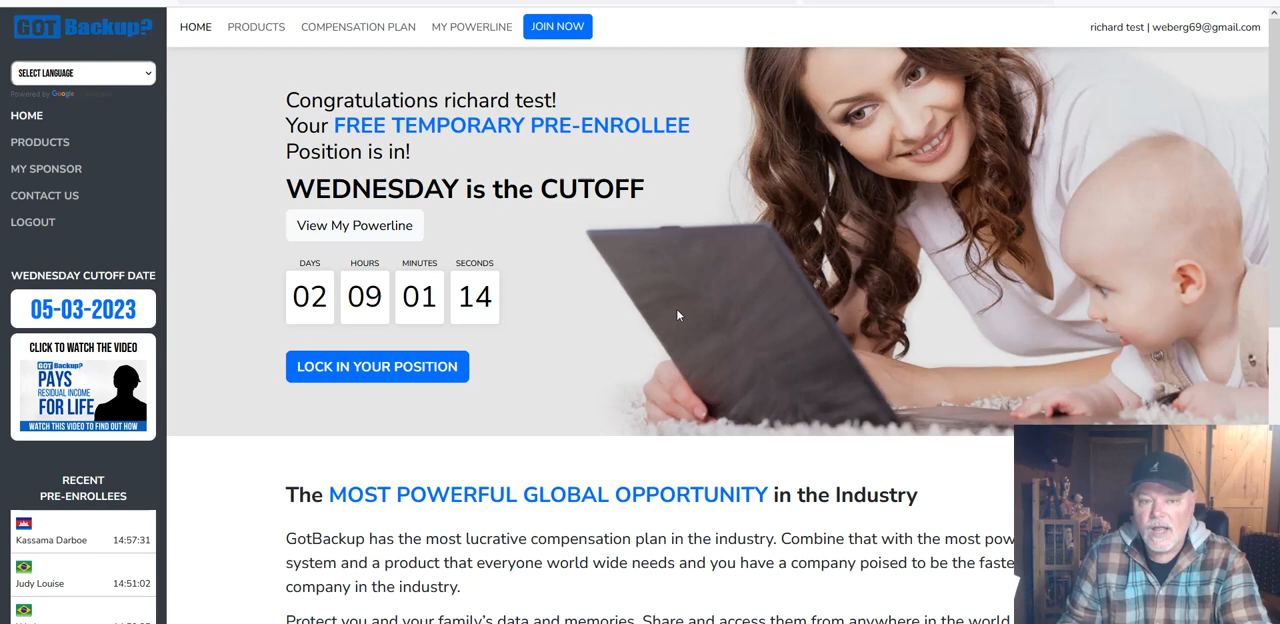 GOT Backup?
HOME
PRODUCTS
COMPENSATION PLAN
MY POWERLINE
JOIN NOW
richard test | weberg69@gmail.com
SELECT LANGUAGE
Powered by Google
HOME
PRODUCTS
MY SPONSOR
CONTACT US
LOGOUT
WEDNESDAY CUTOFF DATE
05-03-2023
CLICK TO WATCH THE VIDEO
GOT Backup?
PAYS
RESIDUAL INCOME
FOR LIFE
WATCH THIS VIDEO TO FIND OUT HOW
RECENT
PRE-ENROLLEES
Kassama Darboe 14:57:31
Judy Louise 14:51:02
Congratulations richard test!
Your FREE TEMPORARY PRE-ENROLLEE
Position is in!
WEDNESDAY is the CUTOFF
View My Powerline
DAYS HOURS MINUTES SECONDS
02 09 01 14
LOCK IN YOUR POSITION
The MOST POWERFUL GLOBAL OPPORTUNITY in the Industry
GotBackup has the most lucrative compensation plan in the industry. Combine that with the most pow
system and a product that everyone world wide needs and you have a company poised to be the faste
company in the industry.
Protect you and your family's data and memories. Share and access them from anywhere in the world